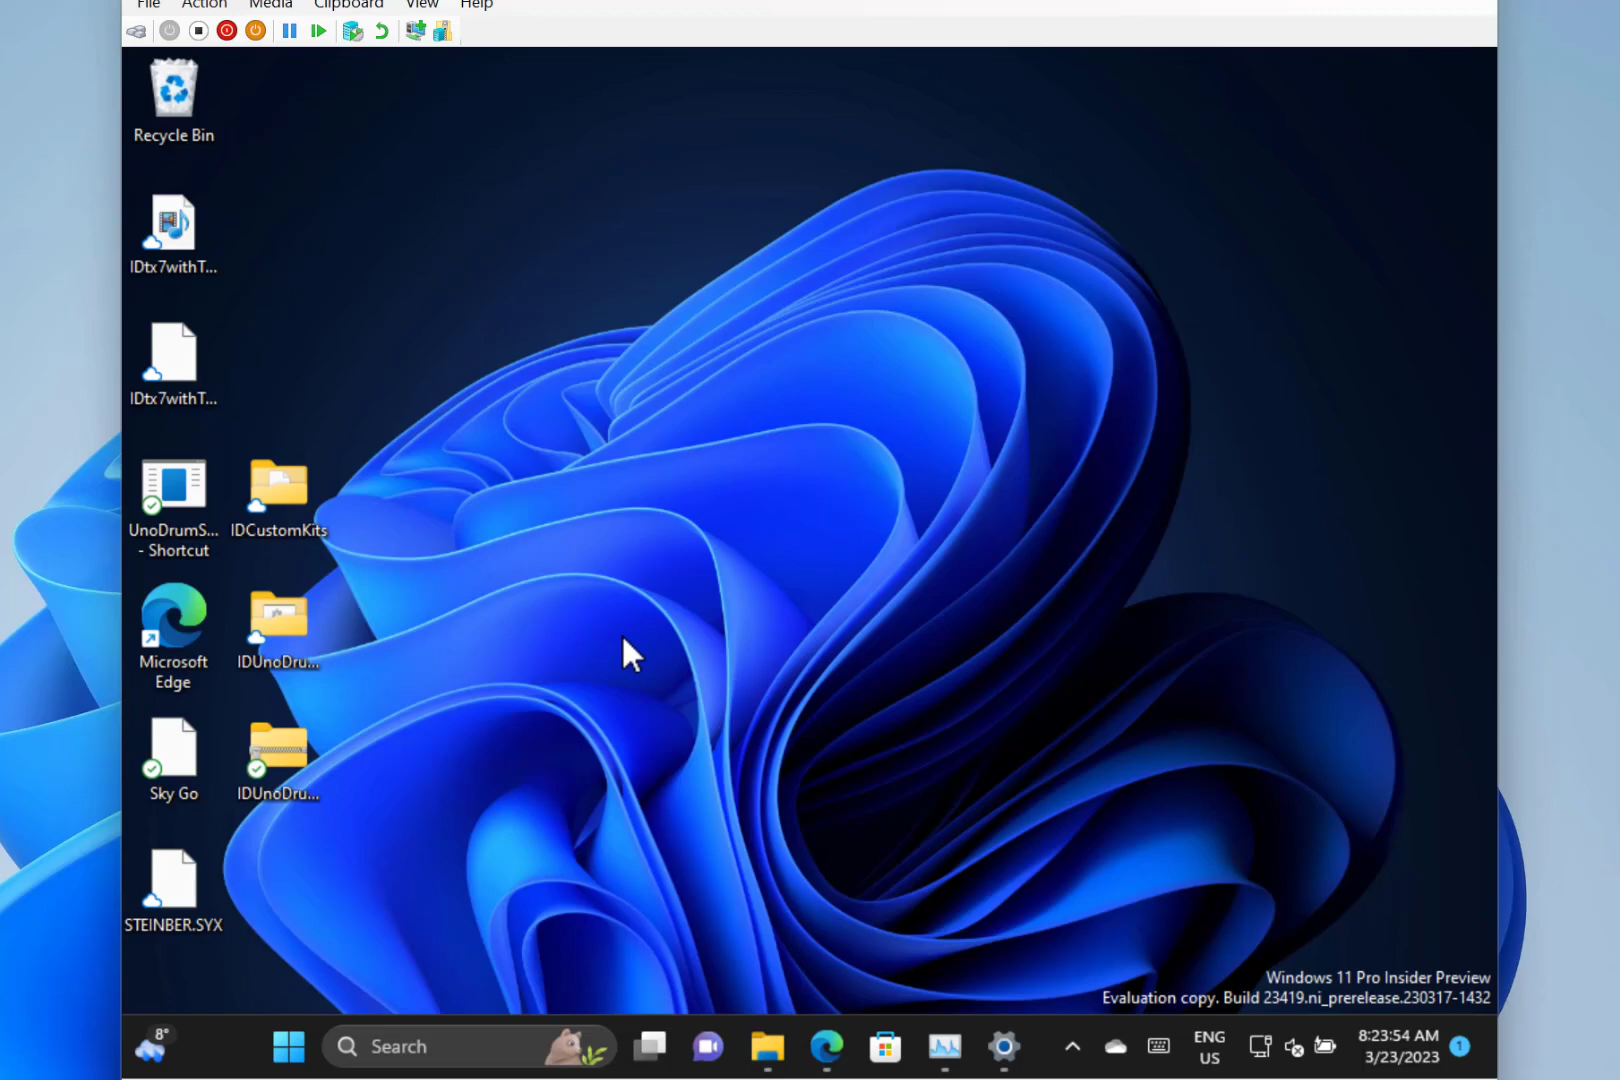 File Action Media Clipboard View Help
Recycle Bin
IDtx7withT...
IDtx7withT...
UnoDrumS...
- Shortcut
IDCustomKits
Microsoft
Edge
IDUnoDru...
Sky Go
IDUnoDru...
STEINBER.SYX
Windows 11 Pro Insider Preview
Evaluation copy. Build 23419.ni_prerelease.230317-1432
8°
Search
ENG
US
8:23:54 AM
3/23/2023
1